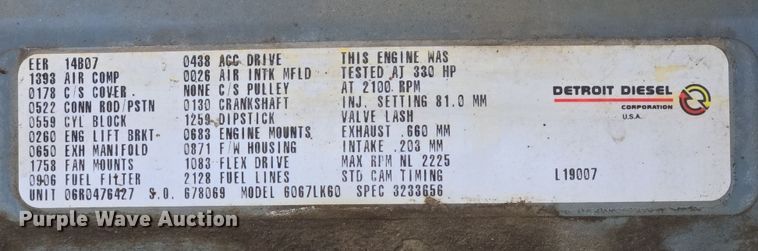 EER 14B07 0438 ACC DRIVE THIS ENGINE WAS
1393 AIR COMP 0026 AIR INTK MFLD TESTED AT 330 HP
0178 C/S COVER NONE C/S PULLEY AT 2100 RPM
0522 CONN ROD/PSTN 0130 CRANKSHAFT INJ. SETTING 81.0 MM
0559 CYL BLOCK 1259 DIPSTICK VALVE LASH
0260 ENG LIFT BRKT 0683 ENGINE MOUNTS EXHAUST .660 MM
0650 EXH MANIFOLD 0871 F/W HOUSING INTAKE .203 MM
1758 FAN MOUNTS 1083 FLEX DRIVE MAX RPM NL 2225
0906 FUEL FILTER 2128 FUEL LINES STD CAM TIMING L19007
UNIT 06R0476427 S.O. 678069 MODEL 6067LK60 SPEC 3233656
DETROIT DIESEL
CORPORATION
U.S.A.
Purple Wave Auction